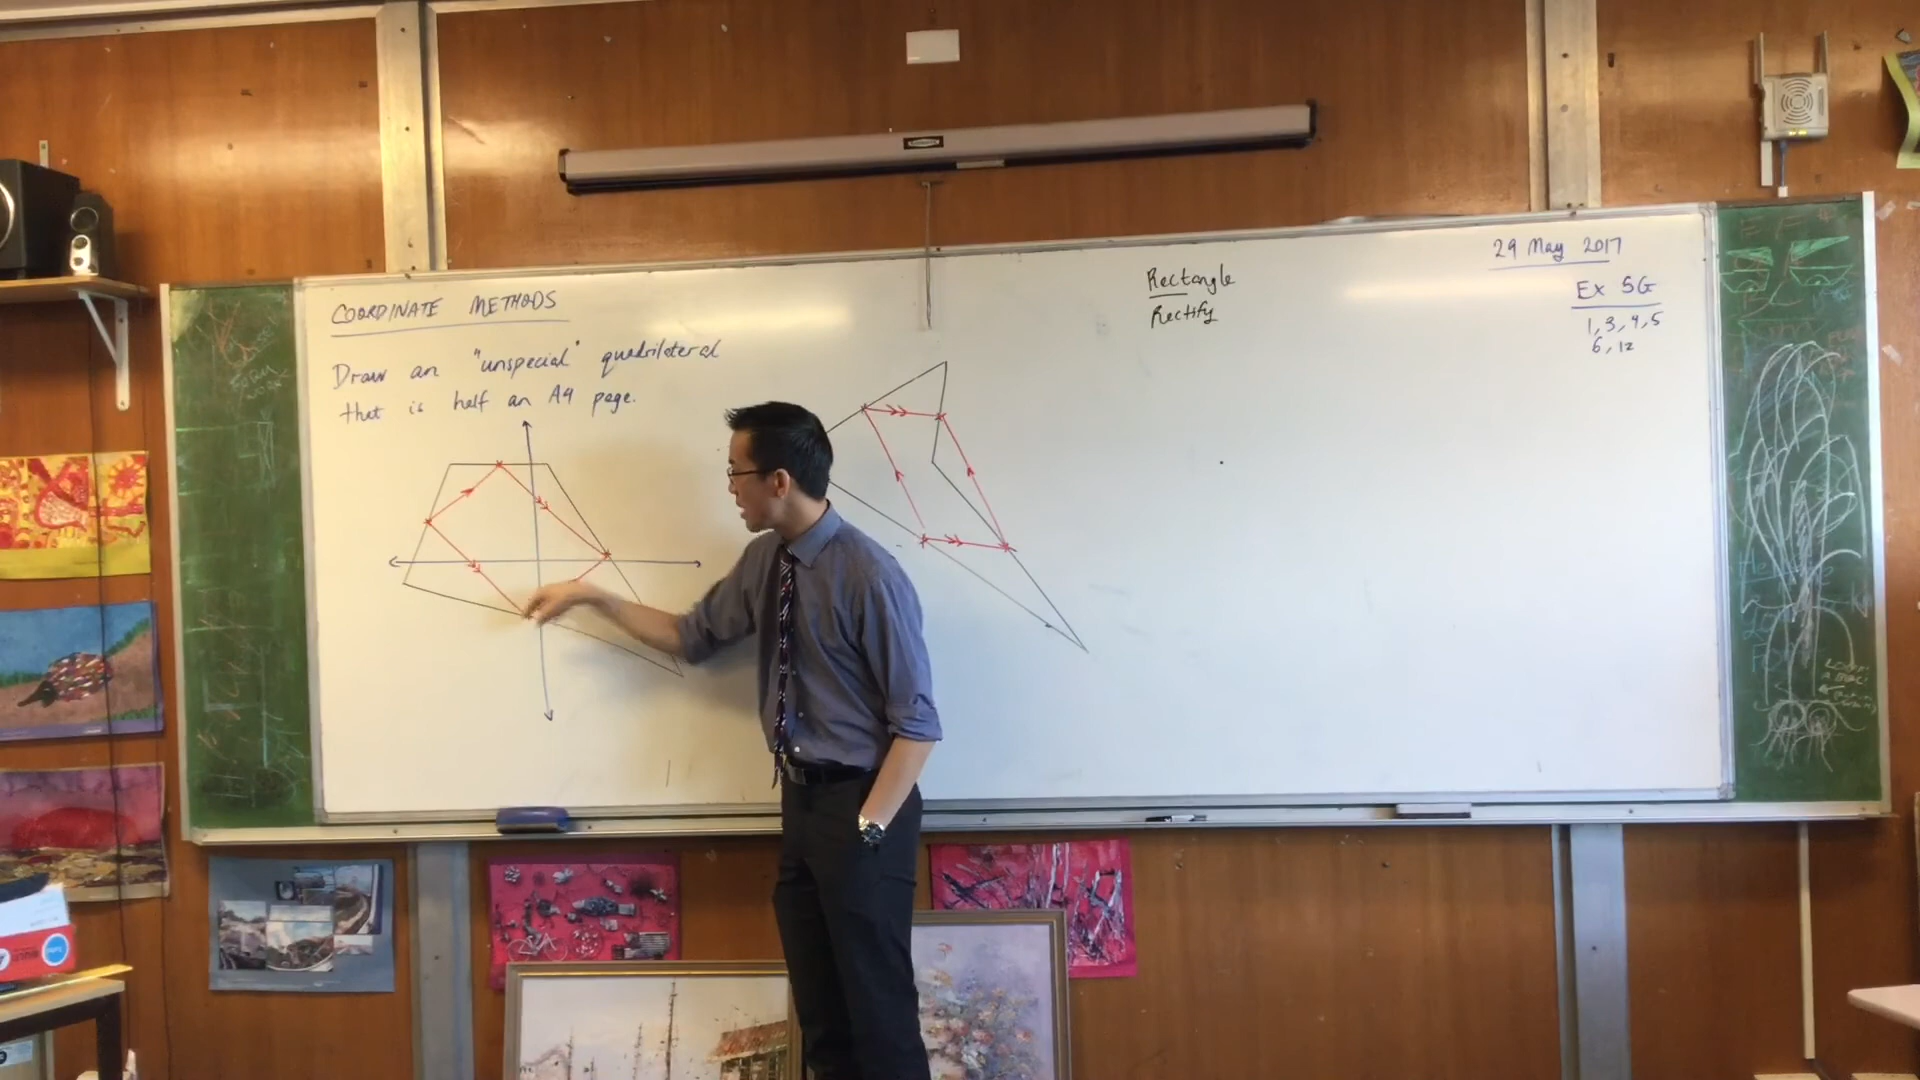 COORDINATE METHODS
Draw an "unspecial" quadrilateral
that is half an A4 page.
Rectangle
Rectify
29 May 2017
Ex 5G
1, 3, 4, 5
6, 12